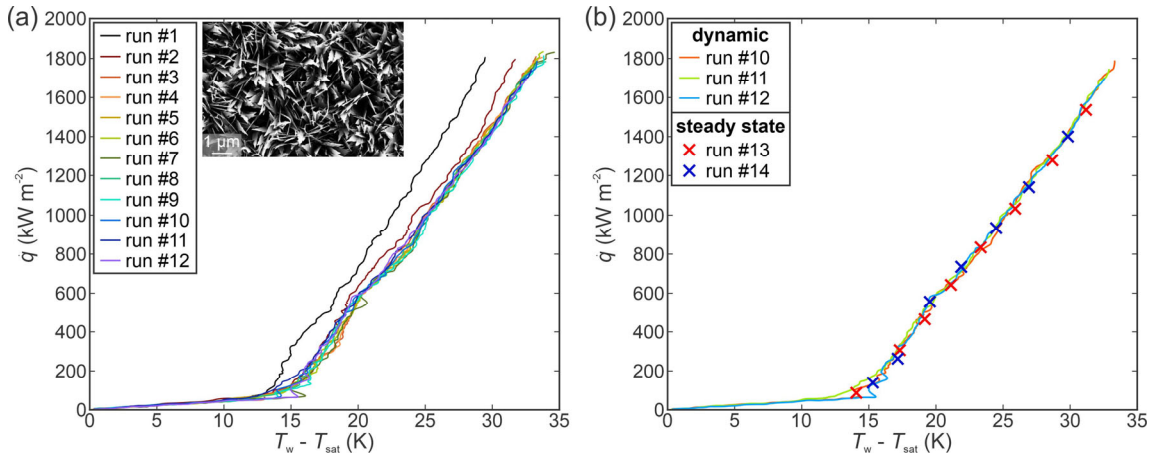 (a)
2000
1800
1600
1400
1200
1000
800
600
400
200
0
q̇ (kW m⁻²)
run #1
run #2
run #3
run #4
run #5
run #6
run #7
run #8
run #9
run #10
run #11
run #12
1 µm
0 5 10 15 20 25 30 35
T_w - T_sat (K)
(b)
2000
1800
1600
1400
1200
1000
800
600
400
200
0
q̇ (kW m⁻²)
dynamic
run #10
run #11
run #12
steady state
run #13
run #14
0 5 10 15 20 25 30 35
T_w - T_sat (K)